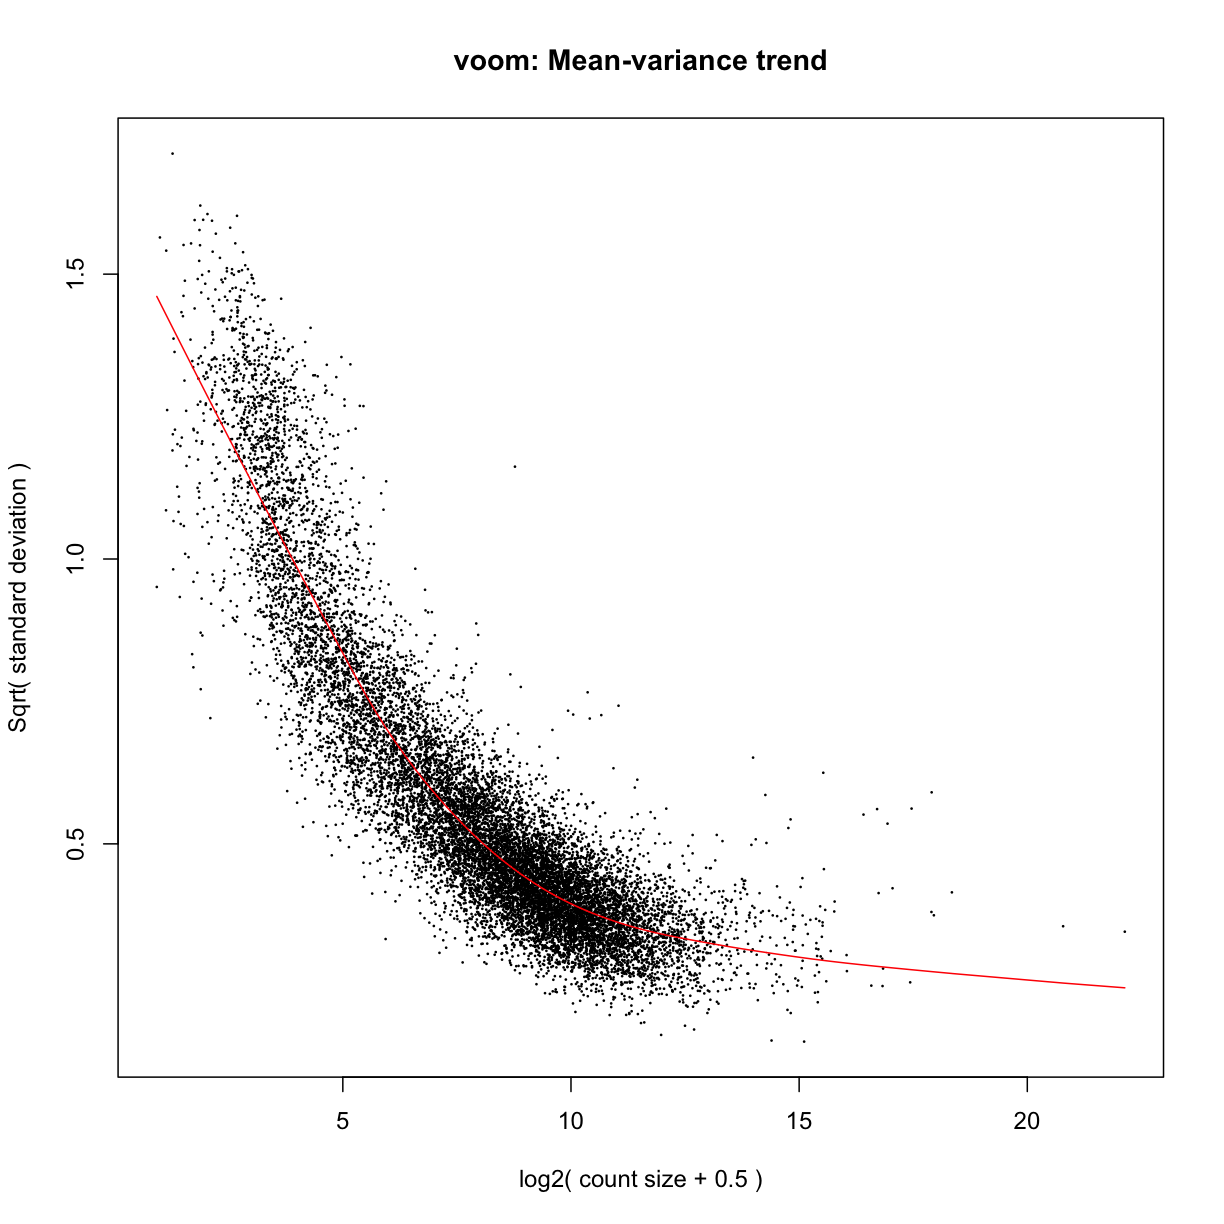 voom: Mean-variance trend
Sqrt( standard deviation )
1.5
1.0
0.5
5 10 15 20
log2( count size + 0.5 )